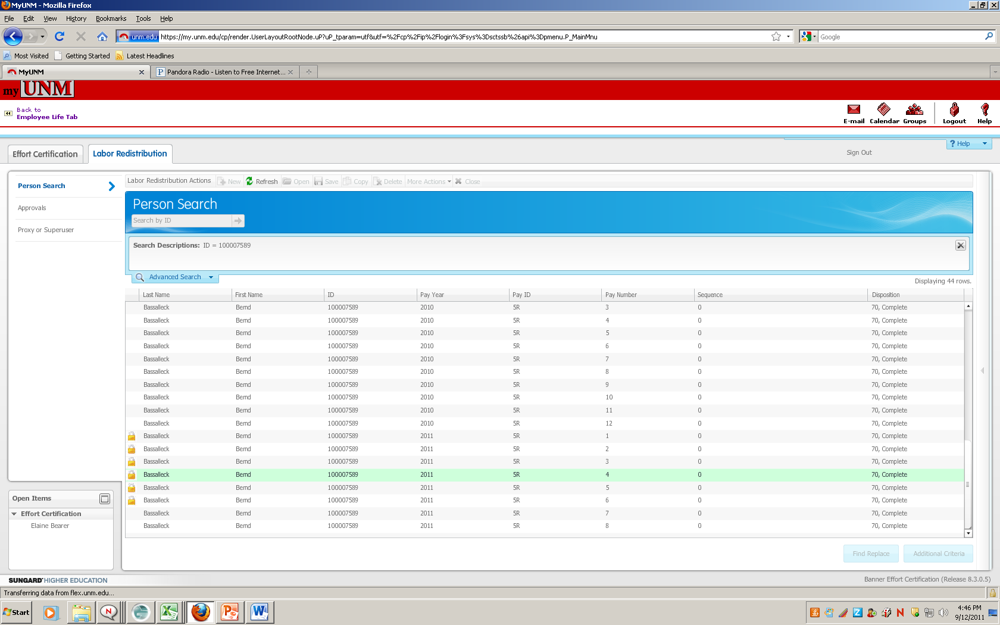 MyUNM - Mozilla Firefox
File Edit View History Bookmarks Tools Help
unm.edu https://my.unm.edu/cp/render.UserLayoutRootNode.uP?uP_tparam=utf&utf=%2Fcp%2Fip%2Flogin%3Fsys%3Dsctssb%26api%3Dpmenu.P_MainMnu Google
Most Visited Getting Started Latest Headlines
MyUNM Pandora Radio - Listen to Free Internet...
my UNM
Back to
Employee Life Tab
E-mail Calendar Groups Logout Help
Effort Certification Labor Redistribution
? Help
Sign Out
Person Search
Approvals
Proxy or Superuser
Labor Redistribution Actions New Refresh Open Save Copy Delete More Actions Close
Person Search
Search by ID
Search Descriptions: ID = 100007589
Advanced Search
Displaying 44 rows.
Last Name First Name ID Pay Year Pay ID Pay Number Sequence Disposition
Bassalleck Bernd 100007589 2010 5R 3 0 70, Complete
Bassalleck Bernd 100007589 2010 5R 4 0 70, Complete
Bassalleck Bernd 100007589 2010 5R 5 0 70, Complete
Bassalleck Bernd 100007589 2010 5R 6 0 70, Complete
Bassalleck Bernd 100007589 2010 5R 7 0 70, Complete
Bassalleck Bernd 100007589 2010 5R 8 0 70, Complete
Bassalleck Bernd 100007589 2010 5R 9 0 70, Complete
Bassalleck Bernd 100007589 2010 5R 10 0 70, Complete
Bassalleck Bernd 100007589 2010 5R 11 0 70, Complete
Bassalleck Bernd 100007589 2010 5R 12 0 70, Complete
Bassalleck Bernd 100007589 2011 5R 1 0 70, Complete
Bassalleck Bernd 100007589 2011 5R 2 0 70, Complete
Bassalleck Bernd 100007589 2011 5R 3 0 70, Complete
Bassalleck Bernd 100007589 2011 5R 4 0 70, Complete
Bassalleck Bernd 100007589 2011 5R 5 0 70, Complete
Bassalleck Bernd 100007589 2011 5R 6 0 70, Complete
Bassalleck Bernd 100007589 2011 5R 7 0 70, Complete
Bassalleck Bernd 100007589 2011 5R 8 0 70, Complete
Open Items
Effort Certification
Elaine Bearer
Find Replace Additional Criteria
SUNGARD HIGHER EDUCATION
Banner Effort Certification (Release 8.3.0.5)
Transferring data from flex.unm.edu...
Start
4:46 PM
9/12/2011